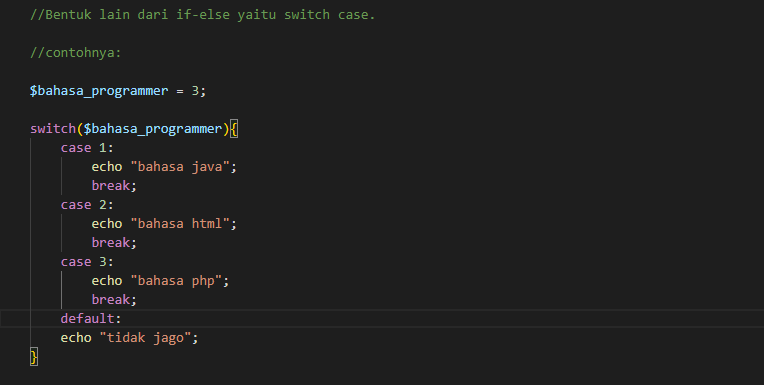 //Bentuk lain dari if-else yaitu switch case.
//contohnya:
$bahasa_programmer = 3;
switch($bahasa_programmer){
case 1:
echo "bahasa java";
break;
case 2:
echo "bahasa html";
break;
case 3:
echo "bahasa php";
break;
default:
echo "tidak jago";
}